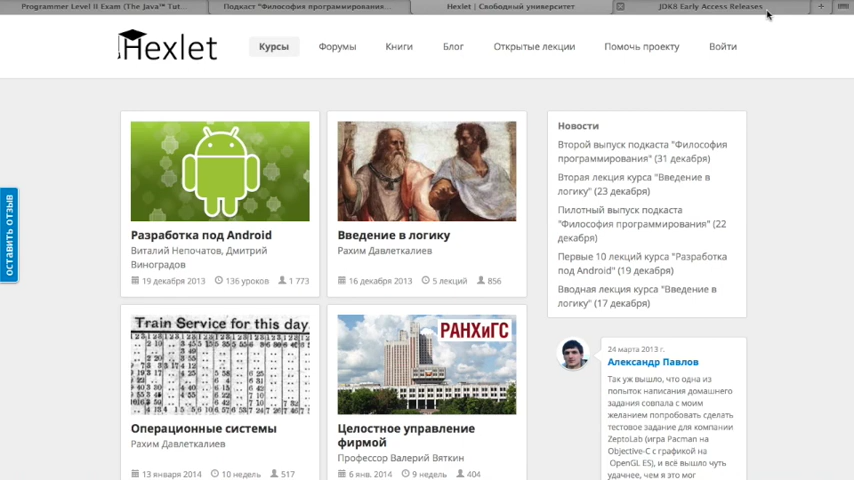 Programmer Level II Exam (The Java™ Tut...
Подкаст "Философия программирования...
Hexlet | Свободный университет
JDK8 Early Access Releases
Hexlet
Курсы
Форумы
Книги
Блог
Открытые лекции
Помочь проекту
Войти
оставить отзыв
Разработка под Android
Виталий Непочатов, Дмитрий
Виноградов
19 декабря 2013
136 уроков
1 773
Введение в логику
Рахим Давлеткалиев
16 декабря 2013
5 лекций
856
Train Service for this day
Операционные системы
Рахим Давлеткалиев
13 января 2014
10 недель
517
РАНХиГС
Целостное управление
фирмой
Профессор Валерий Вяткин
6 янв. 2014
9 недель
404
Новости
Второй выпуск подкаста "Философия
программирования" (31 декабря)
Вторая лекция курса "Введение в
логику" (23 декабря)
Пилотный выпуск подкаста
"Философия программирования" (22
декабря)
Первые 10 лекций курса "Разработка
под Android" (19 декабря)
Вводная лекция курса "Введение в
логику" (17 декабря)
24 марта 2013 г.
Александр Павлов
Так уж вышло, что одна из
попыток написания домашнего
задания совпала с моим
желанием попробовать сделать
тестовое задание для компании
ZeptoLab (игра Pacman на
Objective-C с графикой на
OpenGL ES), и всё вышло чуть
удачнее, чем я это мог